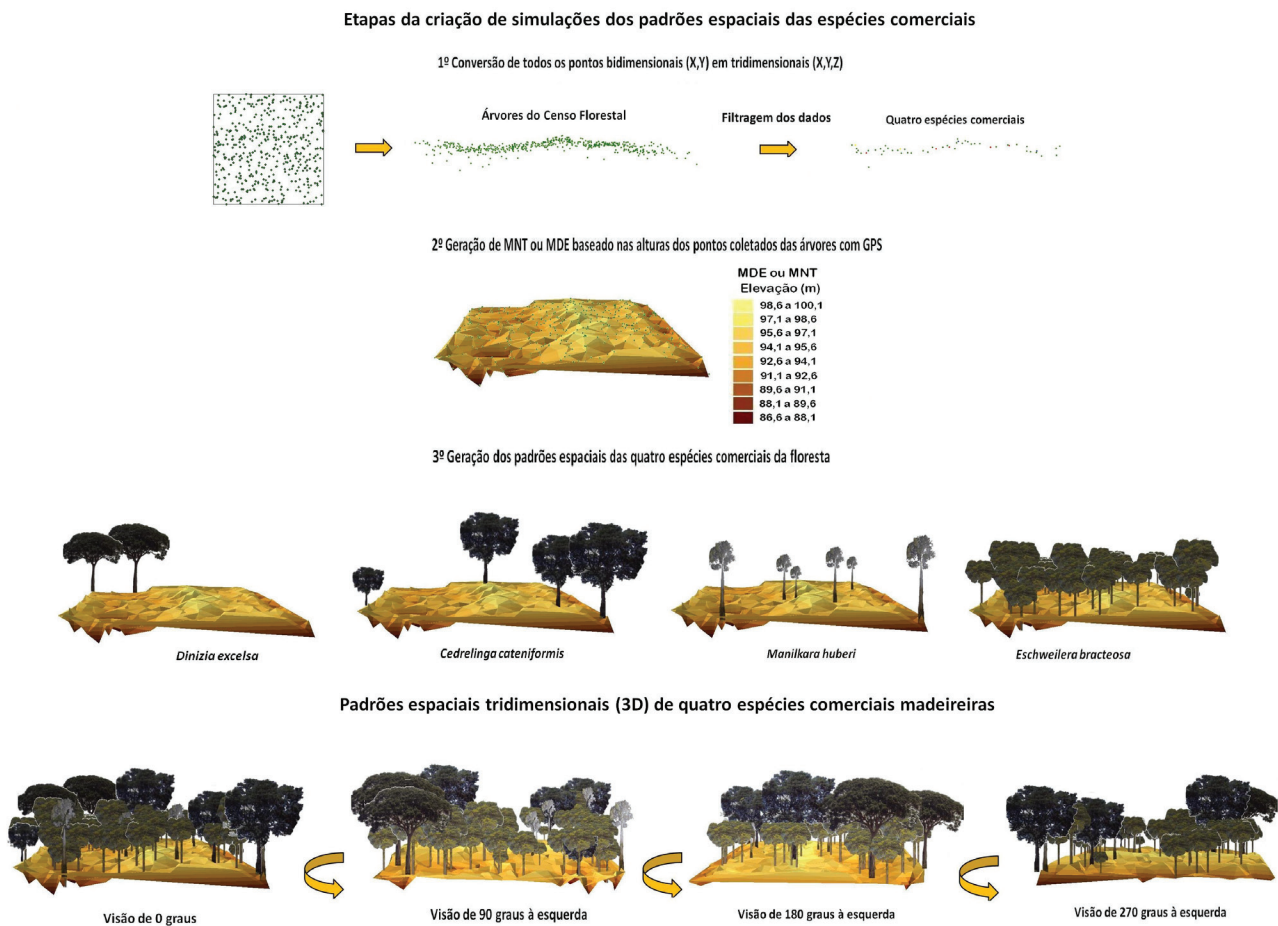 Etapas da criação de simulações dos padrões espaciais das espécies comerciais
1º Conversão de todos os pontos bidimensional (X,Y) em tridimensionais (X,Y,Z)
Árvores do Censo Florestal
Filtragem dos dados
Quatro espécies comerciais
2º Geração de MNT ou MDE baseado nas alturas dos pontos coletados das árvores com GPS
MDE ou MNT
Elevação (m)
98,6 a 100,1
97,1 a 98,6
95,6 a 97,1
94,1 a 95,6
92,6 a 94,1
91,1 a 92,6
89,6 a 91,1
88,1 a 89,6
86,6 a 88,1
3º Geração dos padrões espaciais das quatro espécies comerciais da floresta
Dinizia excelsa
Cedrelinga cateniformis
Manilkara huberi
Eschweilera bracteosa
Padrões espaciais tridimensional (3D) de quatro espécies comerciais madeireiras
Visão de 0 graus
Visão de 90 graus à esquerda
Visão de 180 graus à esquerda
Visão de 270 graus à esquerda